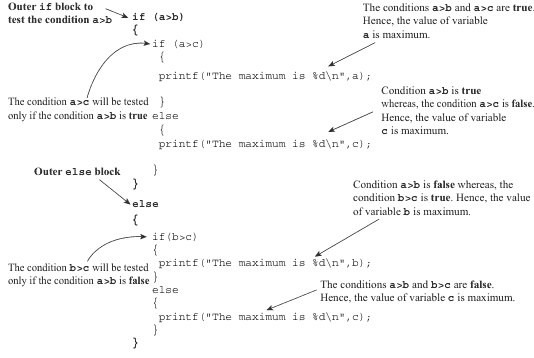 Outer if block to
test the condition a>b
if (a>b)
{
The conditions a>b and a>c are true.
Hence, the value of variable
a is maximum.
if (a>c)
{
printf("The maximum is %d\n",a);
The condition a>c will be tested
only if the condition a>b is true
}
else
{
printf("The maximum is %d\n",c);
Condition a>b is true
whereas, the condition a>c is false.
Hence, the value of variable
c is maximum.
}
}
Outer else block
else
{
Condition a>b is false whereas, the
condition b>c is true. Hence, the value
of variable b is maximum.
if(b>c)
{
printf("The maximum is %d\n",b);
The condition b>c will be tested
only if the condition a>b is false
}
else
{
printf("The maximum is %d\n",c);
The conditions a>b and b>c are false.
Hence, the value of variable c is maximum.
}
}